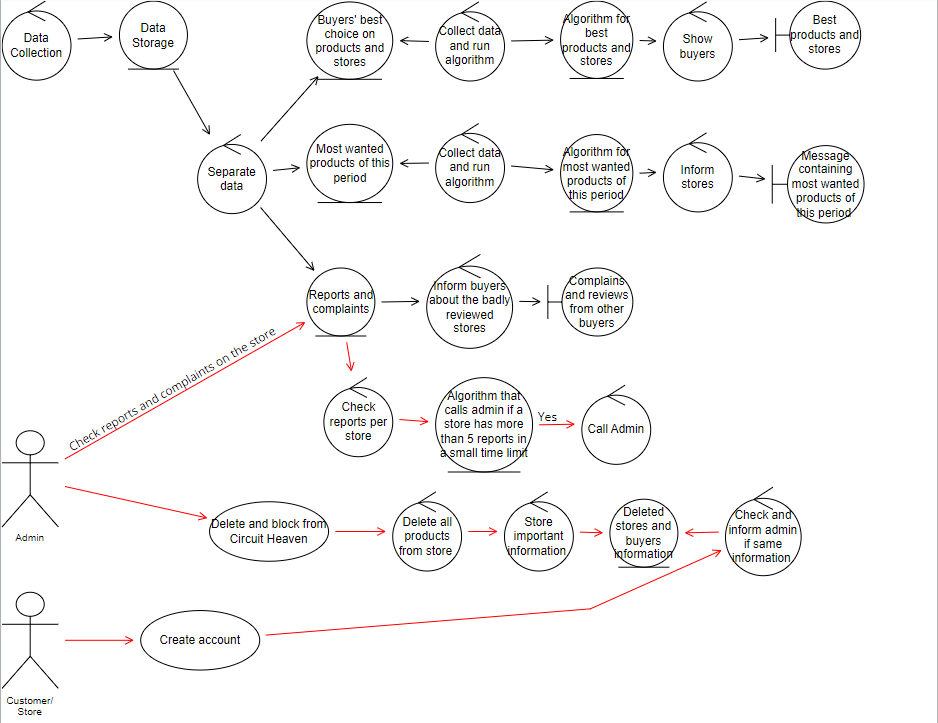 Data
Collection
Data
Storage
Buyers' best
choice on
products and
stores
Collect data
and run
algorithm
Algorithm for
best
products and
stores
Show
buyers
Best
products and
stores
Separate
data
Most wanted
products of this
period
Collect data
and run
algorithm
Algorithm for
most wanted
products of
this period
Inform
stores
Message
containing
most wanted
products of
this period
Reports and
complaints
Inform buyers
about the badly
reviewed
stores
Complains
and reviews
from other
buyers
Check reports and complaints on the store
Check
reports per
store
Algorithm that
calls admin if a
store has more
than 5 reports in
a small time limit
Yes
Call Admin
Admin
Delete and block from
Circuit Heaven
Delete all
products
from store
Store
important
information
Deleted
stores and
buyers
information
Check and
inform admin
if same
information
Create account
Customer/
Store